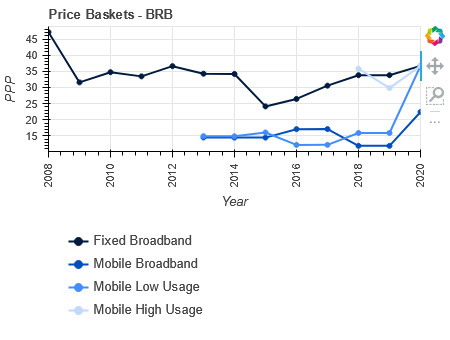 Price Baskets - BRB
PPP
45
40
35
30
25
20
15
2008
2010
2012
2014
2016
2018
2020
Year
Fixed Broadband
Mobile Broadband
Mobile Low Usage
Mobile High Usage